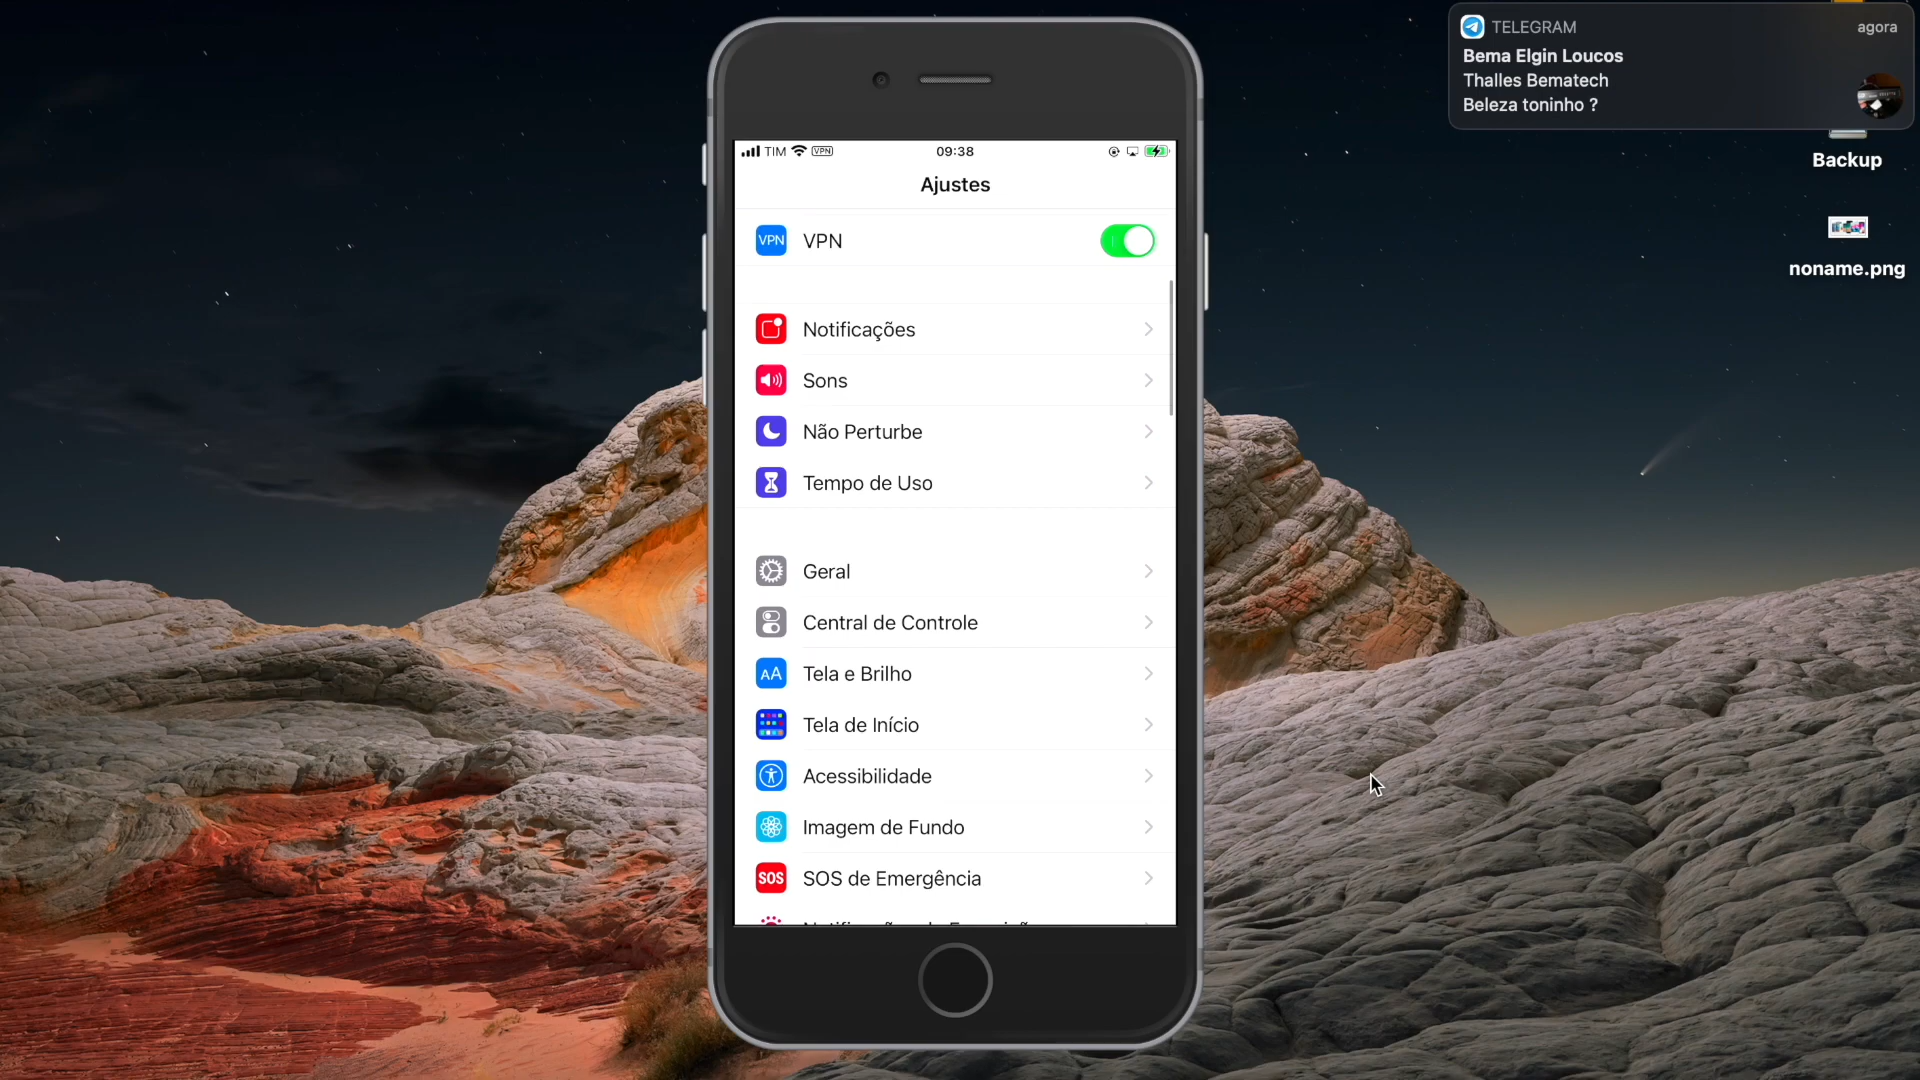 TELEGRAM
agora
Bema Elgin Loucos
Thalles Bematech
Beleza toninho ?
Backup
noname.png
TIM
VPN
09:38
Ajustes
VPN
VPN
Notificações
Sons
Não Perturbe
Tempo de Uso
Geral
Central de Controle
AA
Tela e Brilho
Tela de Início
Acessibilidade
Imagem de Fundo
SOS
SOS de Emergência